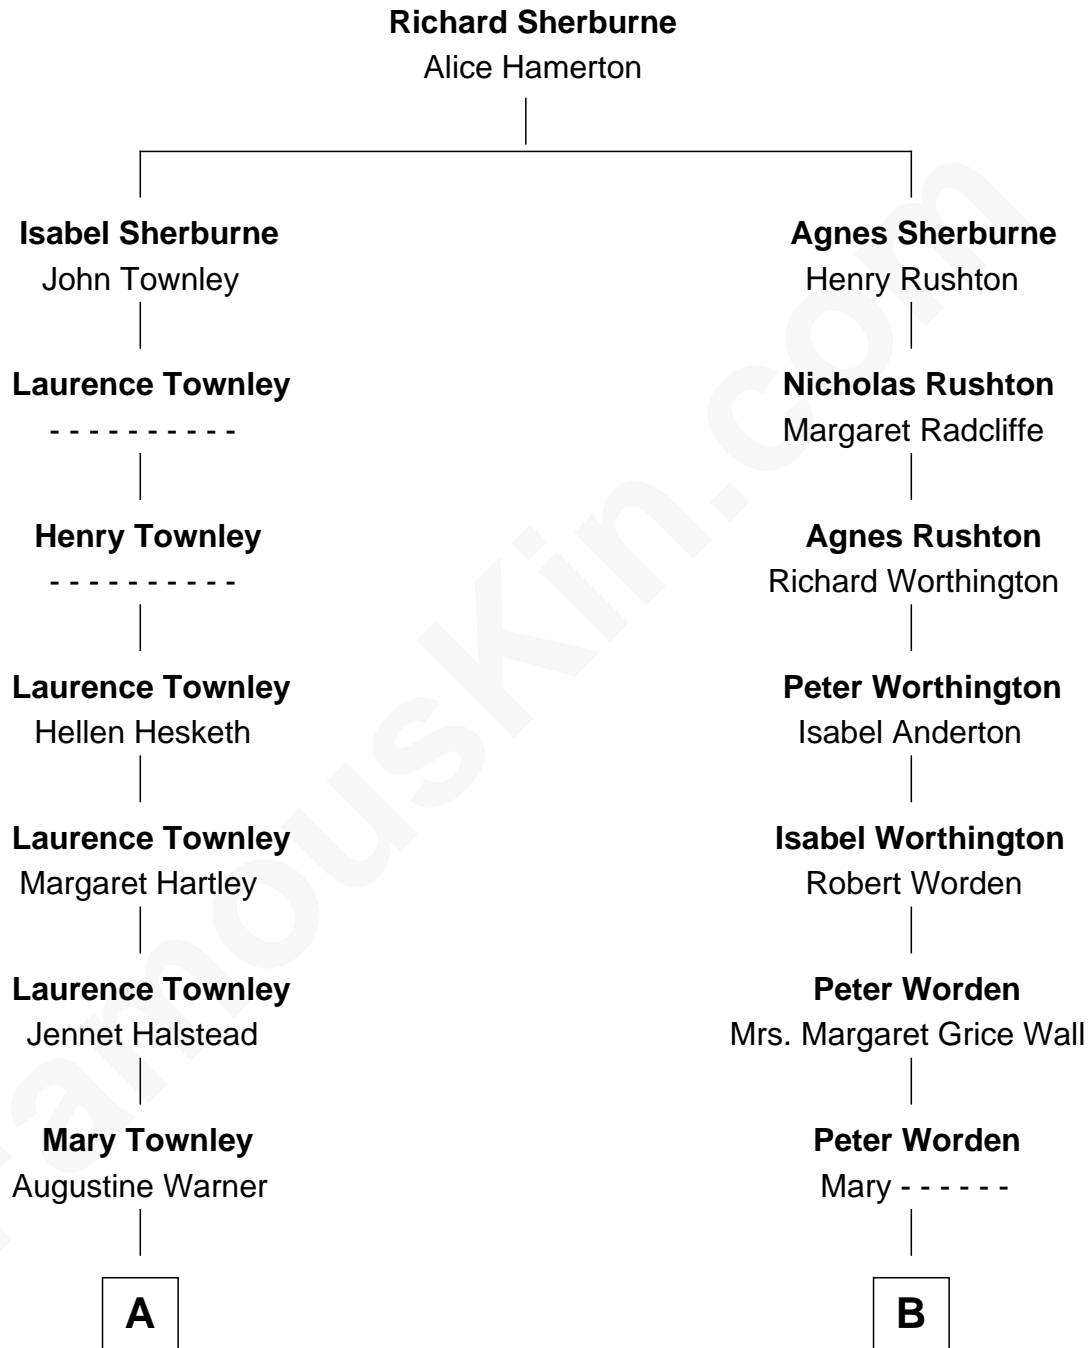 Richard Sherburne
Alice Hamerton
Isabel Sherburne
John Townley
Laurence Townley
- - - - - - - - - -
Henry Townley
- - - - - - - - - -
Laurence Townley
Hellen Hesketh
Laurence Townley
Margaret Hartley
Laurence Townley
Jennet Halstead
Mary Townley
Augustine Warner
A
Agnes Sherburne
Henry Rushton
Nicholas Rushton
Margaret Radcliffe
Agnes Rushton
Richard Worthington
Peter Worthington
Isabel Anderton
Isabel Worthington
Robert Worden
Peter Worden
Mrs. Margaret Grice Wall
Peter Worden
Mary - - - - - -
B
FamousKin.com